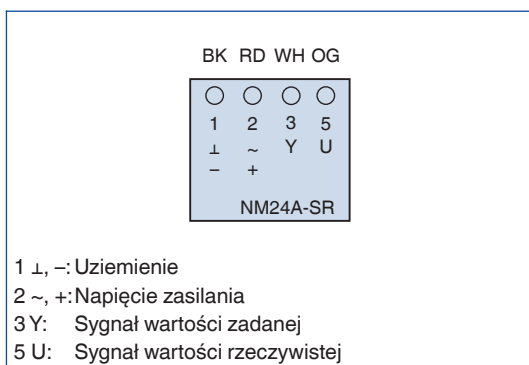 BK RD WH OG
1 2 3 5
⊥ ~ Y U
– +
NM24A-SR
1 ⊥, –: Uziemienie
2 ~, +: Napięcie zasilania
3 Y: Sygnał wartości zadanej
5 U: Sygnał wartości rzeczywistej